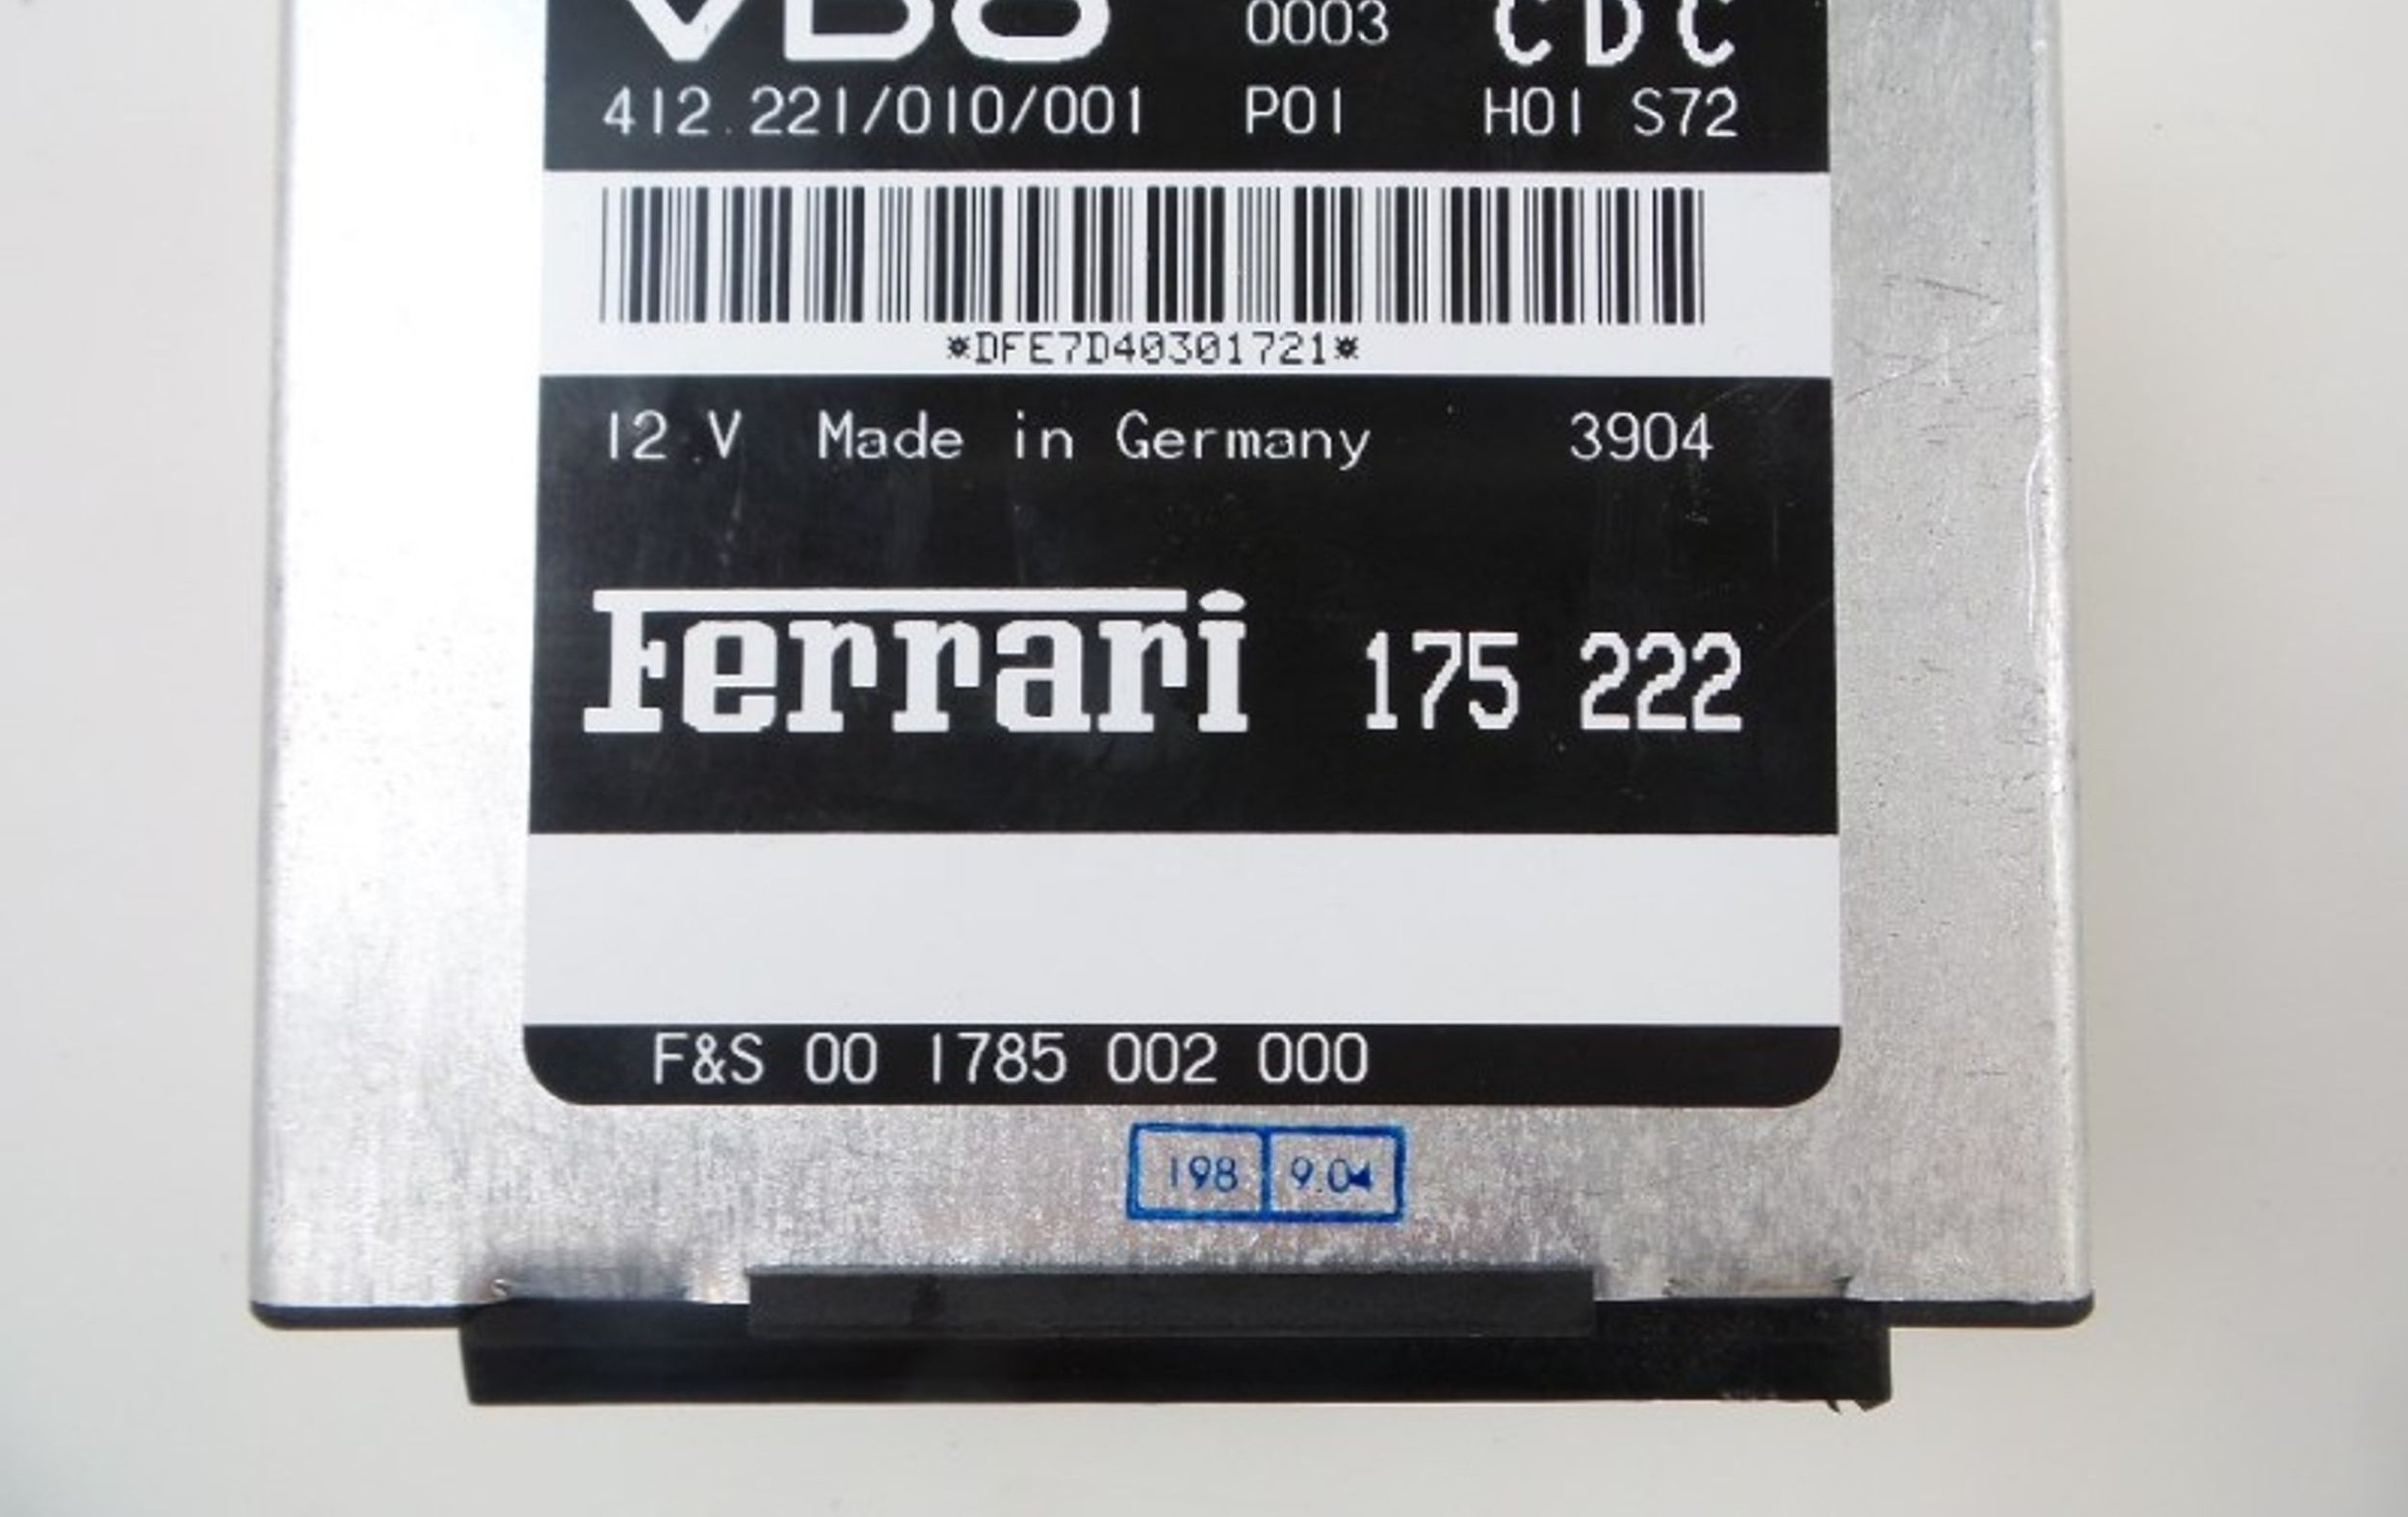 VDO 0003 CDC
412.221/010/001 P01 H01 S72
*DFE7D40301721*
12 V Made in Germany 3904
Ferrari 175 222
F&S 00 1785 002 000
198 9.04